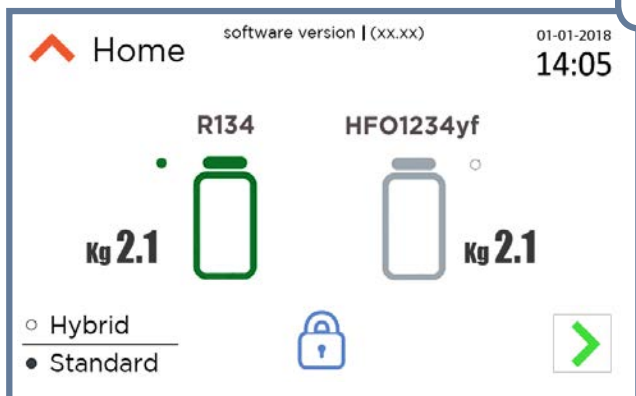 Home
software version | (xx.xx)
01-01-2018
14:05
R134
HFO1234yf
Kg 2.1
Kg 2.1
Hybrid
Standard